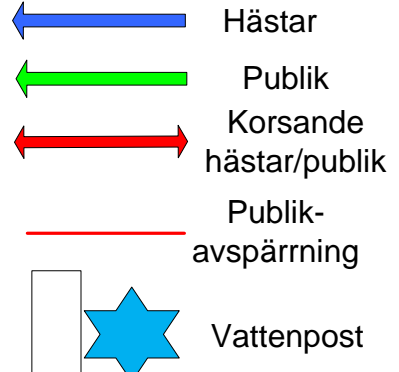 Hästar
Publik
Korsande
hästar/publik
Publik-
avspärrning
Vattenpost